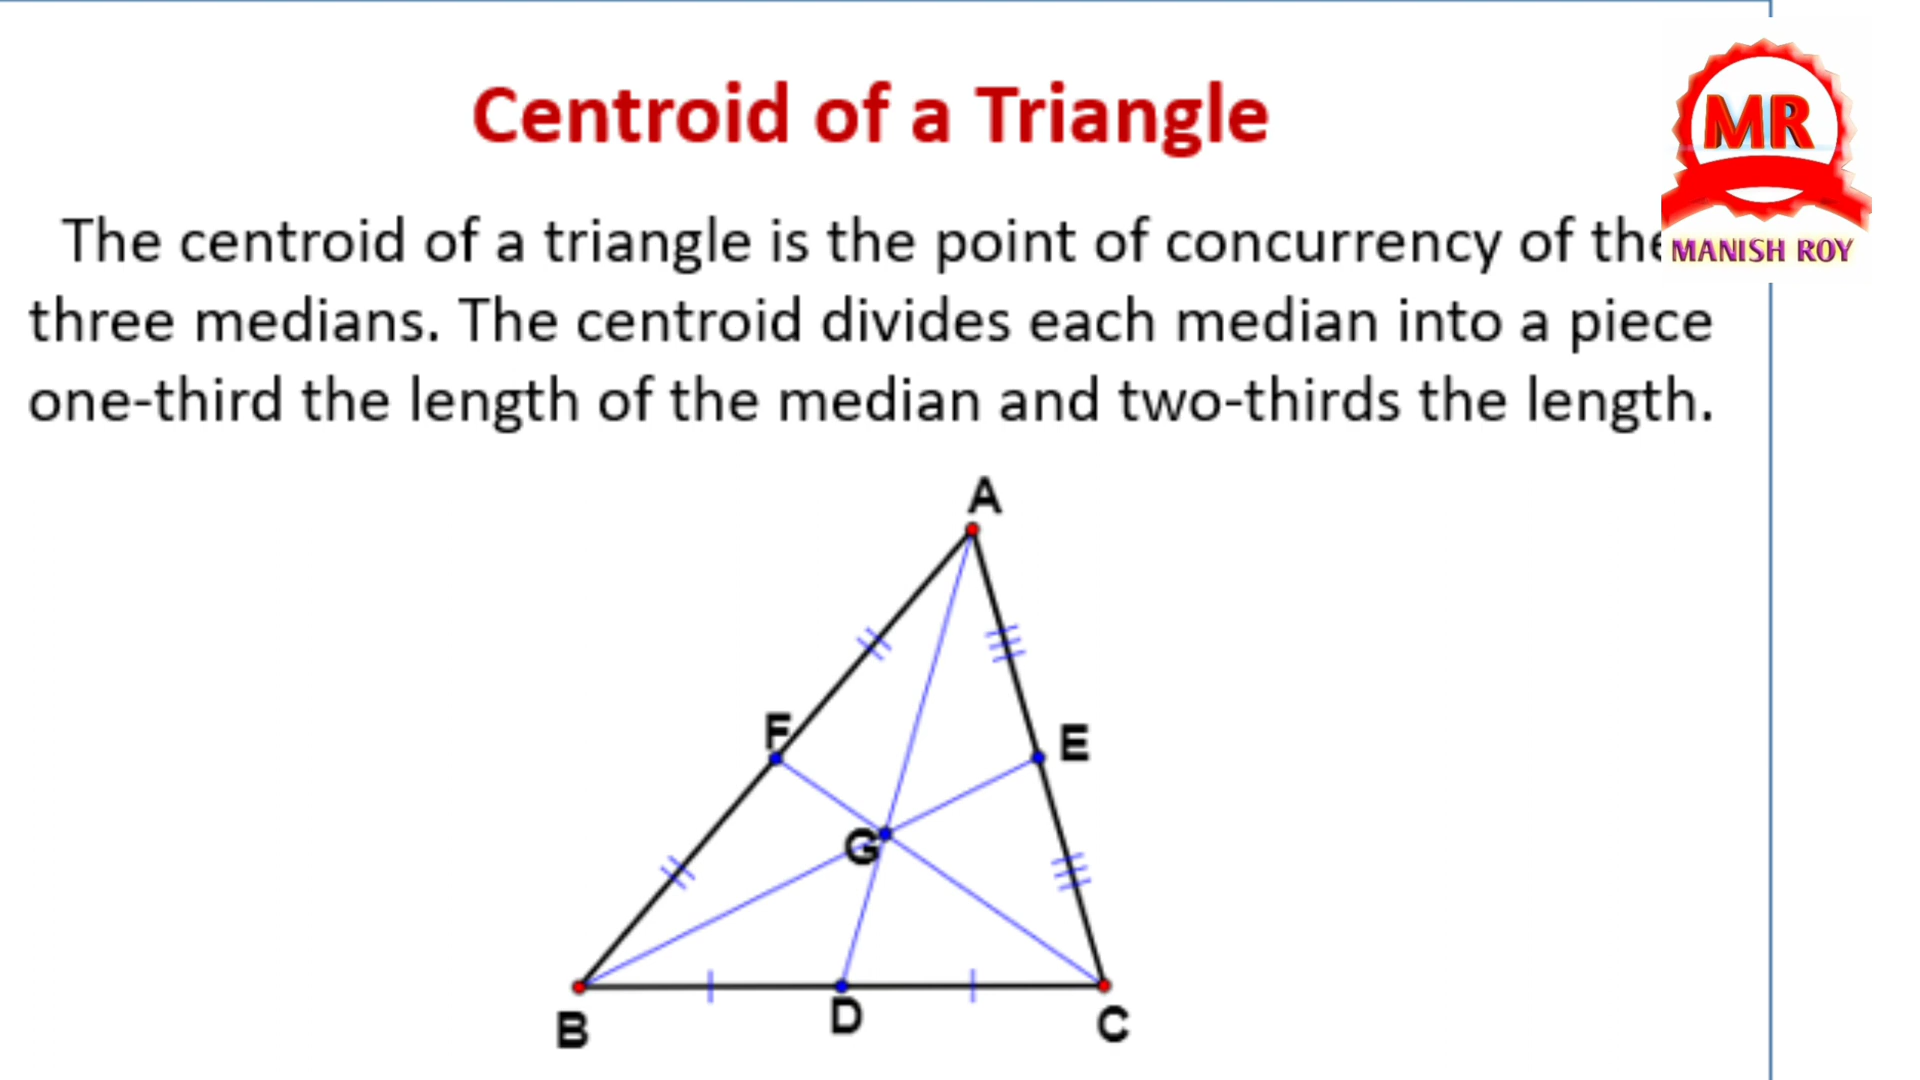 Centroid of a Triangle
MR
MANISH ROY
The centroid of a triangle is the point of concurrency of the
three medians. The centroid divides each median into a piece
one-third the length of the median and two-thirds the length.
A
F
E
G
B
D
C